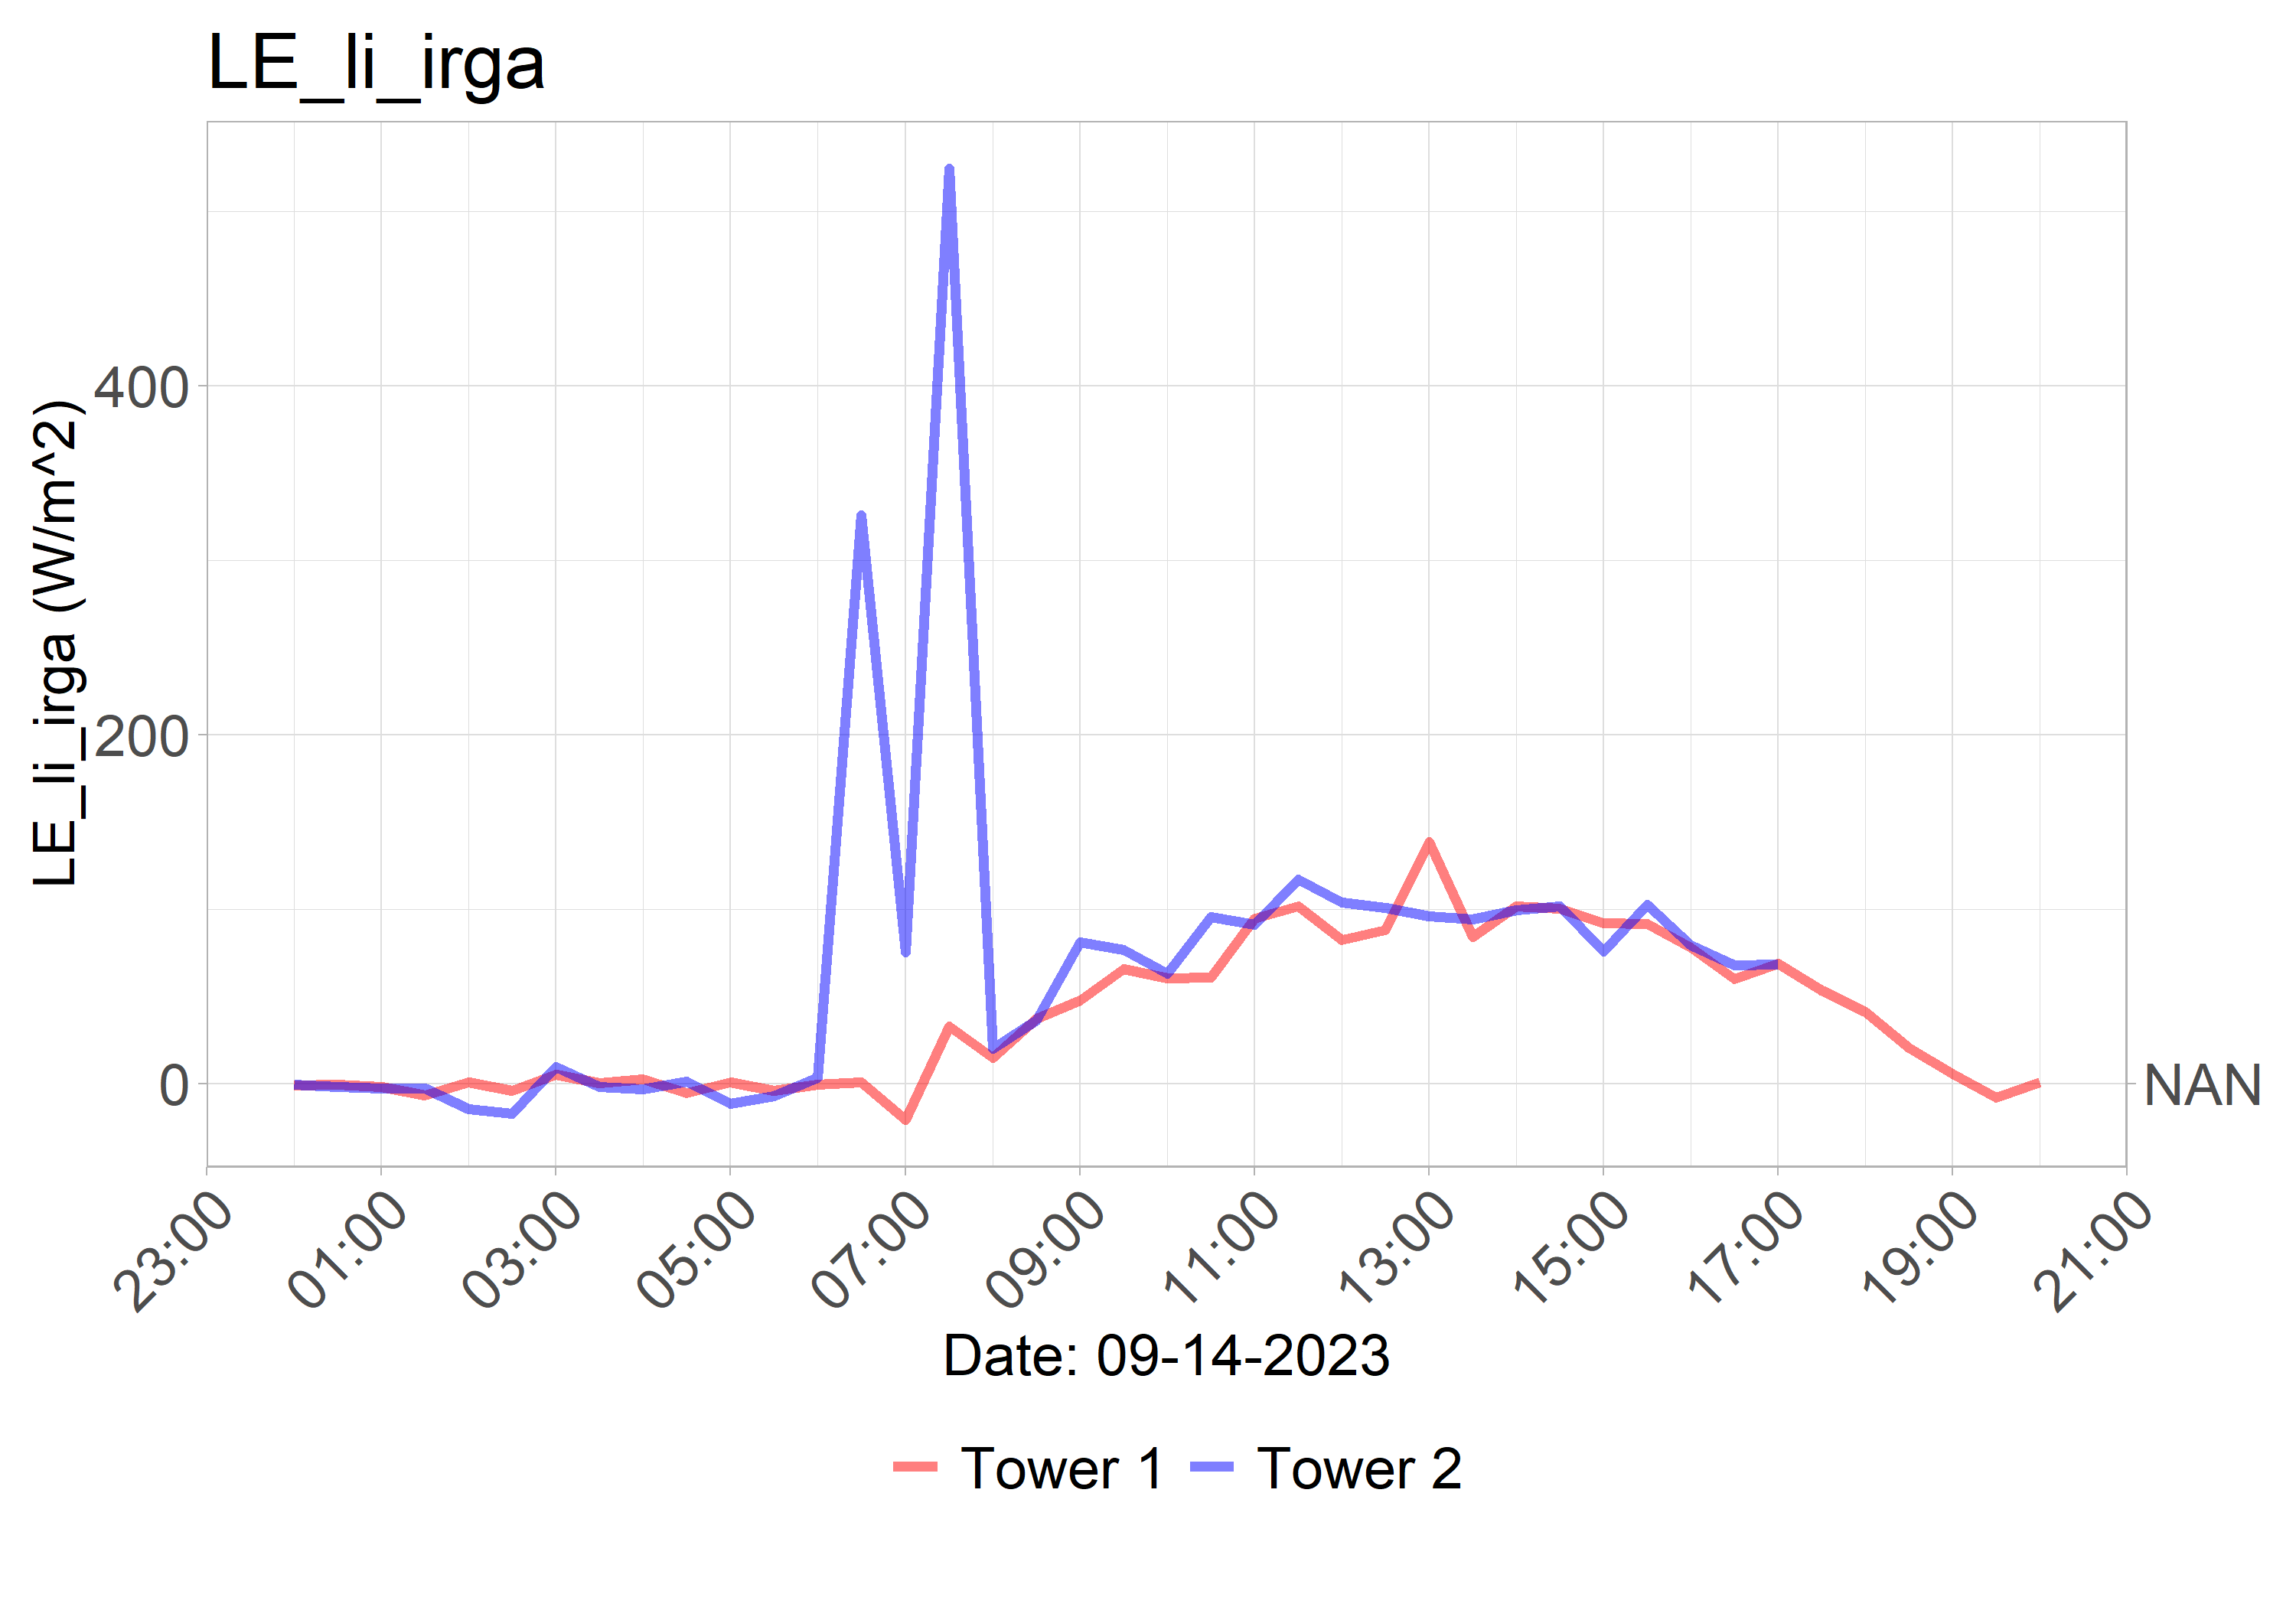 LE_li_irga
LE_li_irga (W/m^2)
400
200
0
NAN
23:00 01:00 03:00 05:00 07:00 09:00 11:00 13:00 15:00 17:00 19:00 21:00
Date: 09-14-2023
Tower 1 Tower 2